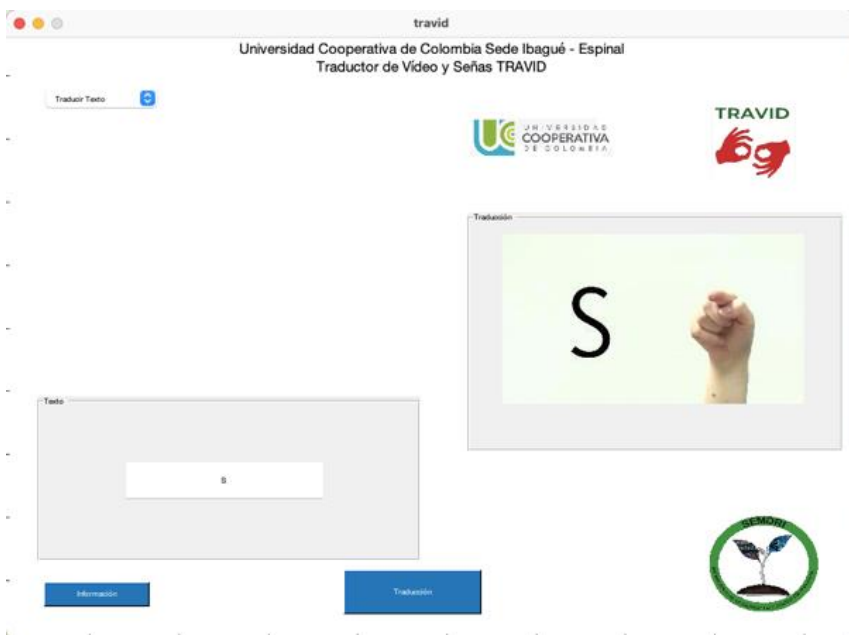 travid
Universidad Cooperativa de Colombia Sede Ibagué - Espinal
Traductor de Vídeo y Señas TRAVID
Traducir Texto
UNIVERSIDAD
COOPERATIVA
DE COLOMBIA
TRAVID
Traducción
S
Texto
s
SEMORI
Información
Traducción